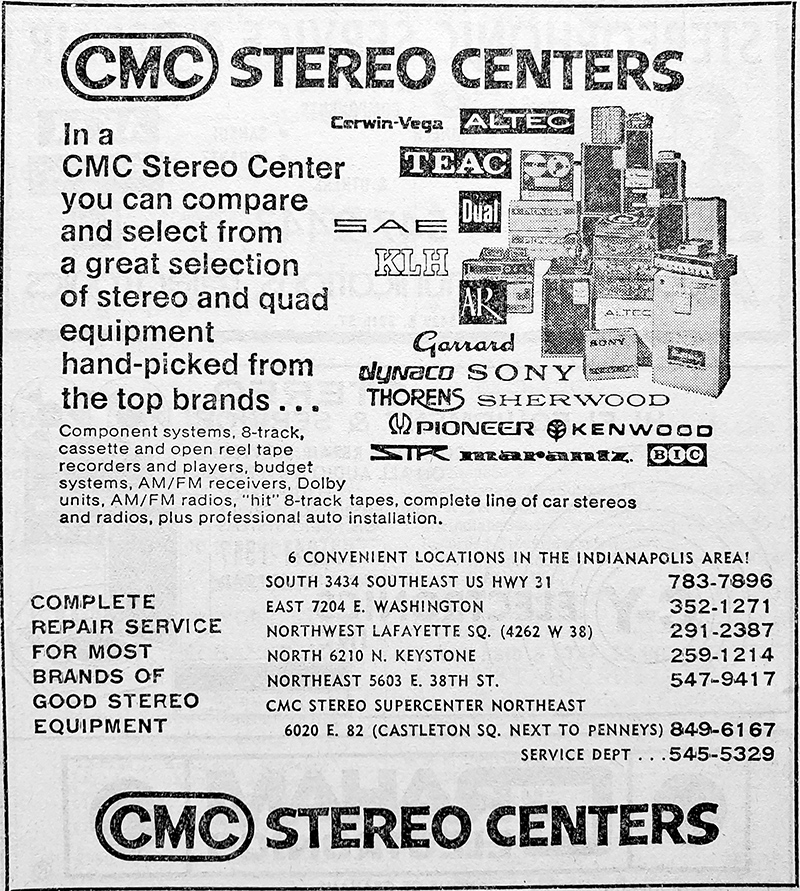 CMC STEREO CENTERS
In a
CMC Stereo Center
you can compare
and select from
a great selection
of stereo and quad
equipment
hand-picked from
the top brands . . .
Cerwin-Vega ALTEC
TEAC
Dual
SAE
KLH
AR
Garrard
dynaco SONY
THORENS SHERWOOD
PIONEER KENWOOD
STR marantz. BIC
ALTEC
SONY
Component systems, 8-track,
cassette and open reel tape
recorders and players, budget
systems, AM/FM receivers, Dolby
units, AM/FM radios, "hit" 8-track tapes, complete line of car stereos
and radios, plus professional auto installation.
COMPLETE
REPAIR SERVICE
FOR MOST
BRANDS OF
GOOD STEREO
EQUIPMENT
6 CONVENIENT LOCATIONS IN THE INDIANAPOLIS AREA!
SOUTH 3434 SOUTHEAST US HWY 31 783-7896
EAST 7204 E. WASHINGTON 352-1271
NORTHWEST LAFAYETTE SQ. (4262 W 38) 291-2387
NORTH 6210 N. KEYSTONE 259-1214
NORTHEAST 5603 E. 38TH ST. 547-9417
CMC STEREO SUPERCENTER NORTHEAST
6020 E. 82 (CASTLETON SQ. NEXT TO PENNEYS) 849-6167
SERVICE DEPT . . . 545-5329
CMC STEREO CENTERS